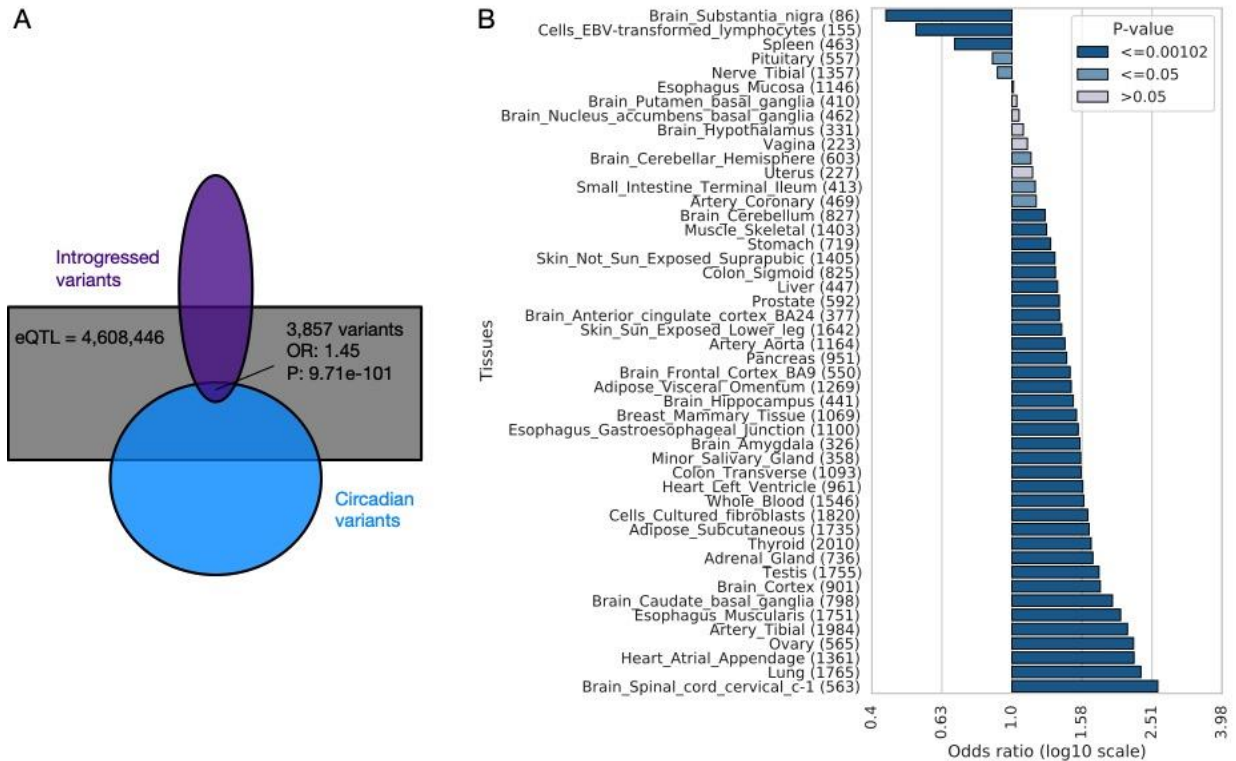 A
Introgressed
variants
eQTL = 4,608,446
3,857 variants
OR: 1.45
P: 9.71e-101
Circadian
variants
B
Tissues
Brain_Substantia_nigra (86)
Cells_EBV-transformed_lymphocytes (155)
Spleen (463)
Pituitary (557)
Nerve_Tibial (1357)
Esophagus_Mucosa (1146)
Brain_Putamen_basal_ganglia (410)
Brain_Nucleus_accumbens_basal_ganglia (462)
Brain_Hypothalamus (331)
Vagina (223)
Brain_Cerebellar_Hemisphere (603)
Uterus (227)
Small_Intestine_Terminal_Ileum (413)
Artery_Coronary (469)
Brain_Cerebellum (827)
Muscle_Skeletal (1403)
Stomach (719)
Skin_Not_Sun_Exposed_Suprapubic (1405)
Colon_Sigmoid (825)
Liver (447)
Prostate (592)
Brain_Anterior_cingulate_cortex_BA24 (377)
Skin_Sun_Exposed_Lower_leg (1642)
Artery_Aorta (1164)
Pancreas (951)
Brain_Frontal_Cortex_BA9 (550)
Adipose_Visceral_Omentum (1269)
Brain_Hippocampus (441)
Breast_Mammary_Tissue (1069)
Esophagus_Gastroesophageal_Junction (1100)
Brain_Amygdala (326)
Minor_Salivary_Gland (358)
Colon_Transverse (1093)
Heart_Left_Ventricle (961)
Whole_Blood (1546)
Cells_Cultured_fibroblasts (1820)
Adipose_Subcutaneous (1735)
Thyroid (2010)
Adrenal_Gland (736)
Testis (1755)
Brain_Cortex (901)
Brain_Caudate_basal_ganglia (798)
Esophagus_Muscularis (1751)
Artery_Tibial (1984)
Ovary (565)
Heart_Atrial_Appendage (1361)
Lung (1765)
Brain_Spinal_cord_cervical_c-1 (563)
P-value
<=0.00102
<=0.05
>0.05
0.4
0.63
1.0
1.58
2.51
3.98
Odds ratio (log10 scale)